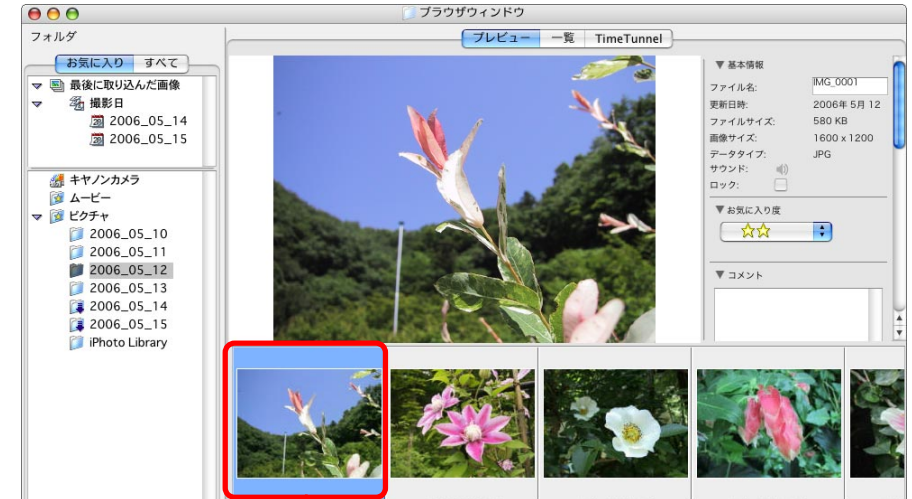 ブラウザウィンドウ
フォルダ
お気に入り すべて
最後に取り込んだ画像
撮影日
2006_05_14
2006_05_15
キヤノンカメラ
ムービー
ピクチャ
2006_05_10
2006_05_11
2006_05_12
2006_05_13
2006_05_14
2006_05_15
iPhoto Library
プレビュー 一覧 TimeTunnel
基本情報
ファイル名: IMG_0001
更新日時: 2006年 5月 12
ファイルサイズ: 580 KB
画像サイズ: 1600 x 1200
データタイプ: JPG
サウンド:
ロック:
お気に入り度
コメント